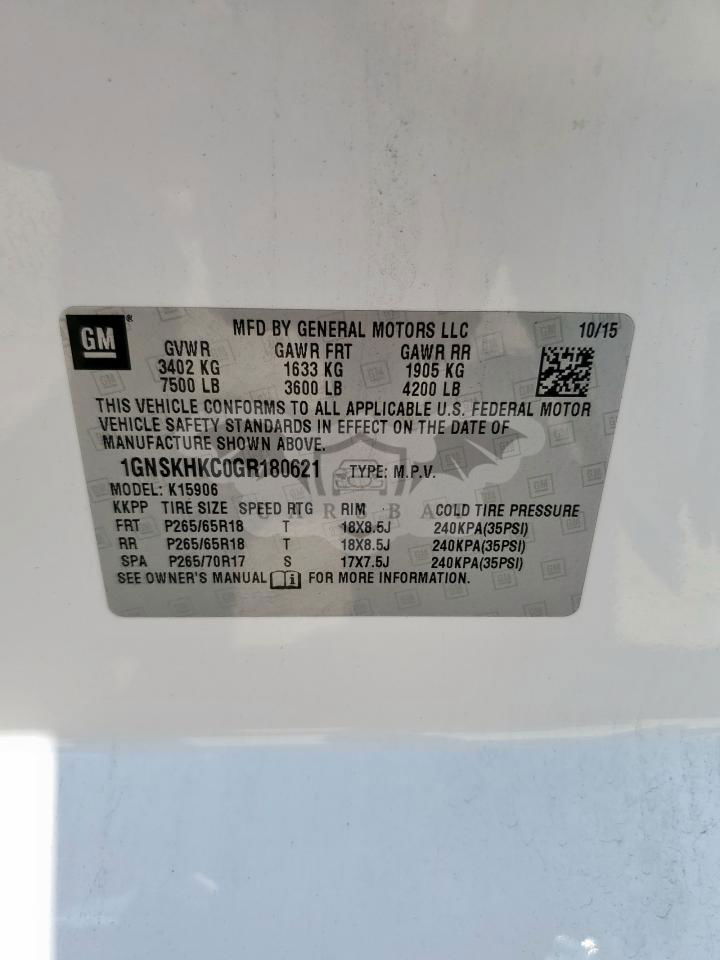 GM ® MFD BY GENERAL MOTORS LLC 10/15
GVWR GAWR FRT GAWR RR
3402 KG 1633 KG 1905 KG
7500 LB 3600 LB 4200 LB
THIS VEHICLE CONFORMS TO ALL APPLICABLE U.S. FEDERAL MOTOR
VEHICLE SAFETY STANDARDS IN EFFECT ON THE DATE OF
MANUFACTURE SHOWN ABOVE.
1GNSKHKC0GR180621 TYPE: M.P.V.
MODEL: K15906
KKPP TIRE SIZE SPEED RTG RIM COLD TIRE PRESSURE
FRT P265/65R18 T 18X8.5J 240KPA(35PSI)
RR P265/65R18 T 18X8.5J 240KPA(35PSI)
SPA P265/70R17 S 17X7.5J 240KPA(35PSI)
SEE OWNER'S MANUAL FOR MORE INFORMATION.